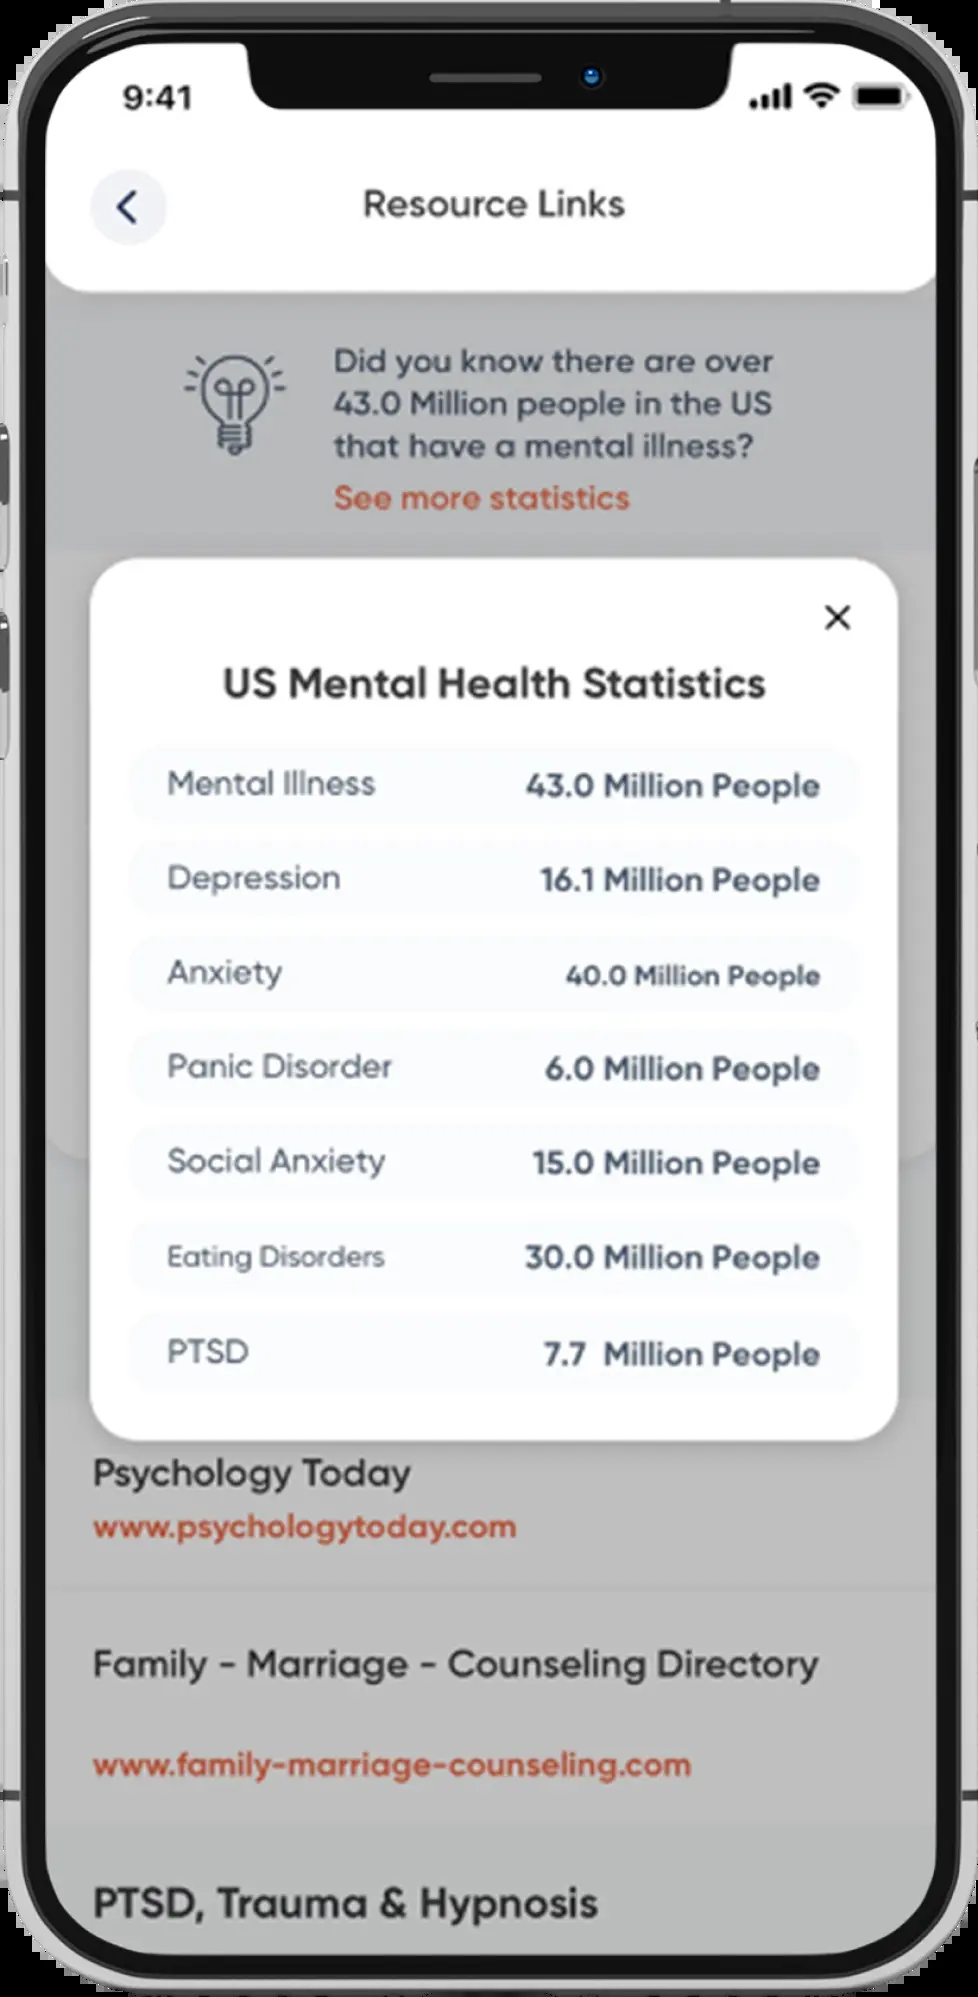 9:41
Resource Links
Did you know there are over
43.0 Million people in the US
that have a mental illness?
See more statistics
US Mental Health Statistics
Mental Illness 43.0 Million People
Depression 16.1 Million People
Anxiety 40.0 Million People
Panic Disorder 6.0 Million People
Social Anxiety 15.0 Million People
Eating Disorders 30.0 Million People
PTSD 7.7 Million People
Psychology Today
www.psychologytoday.com
Family - Marriage - Counseling Directory
www.family-marriage-counseling.com
PTSD, Trauma & Hypnosis